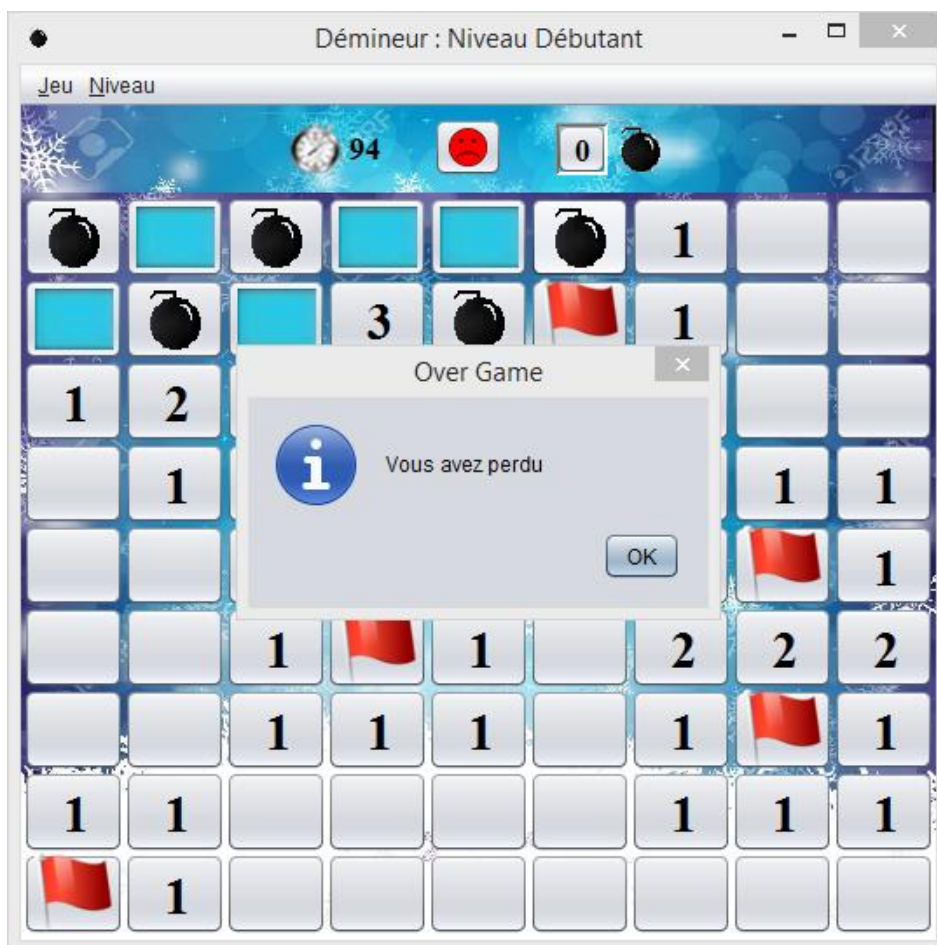 Démineur : Niveau Débutant
Jeu Niveau
94 0
1
3 1
Over Game
1 2
Vous avez perdu
1 1 1
OK
1
1 1 2 2 2
1 1 1 1 1
1 1 1 1 1
1